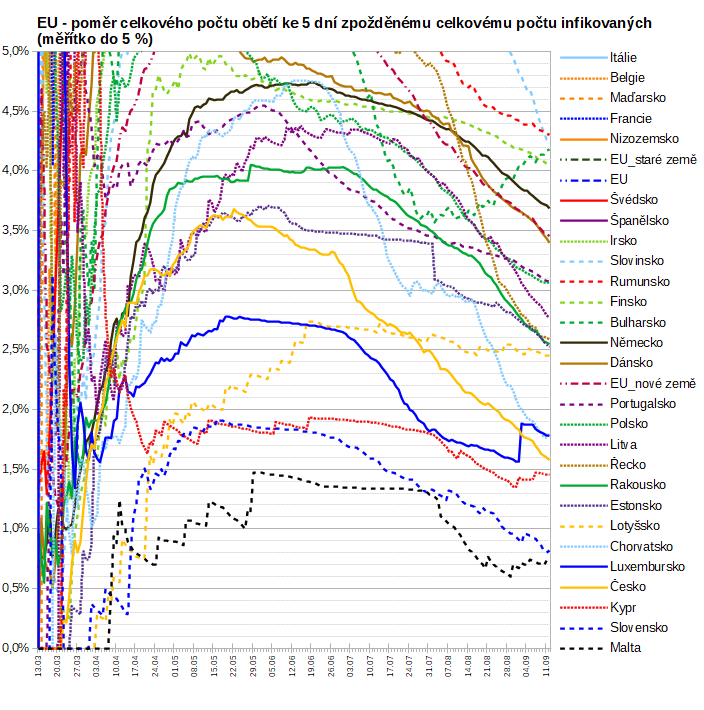 EU - poměr celkového počtu obětí ke 5 dní zpožděnému celkovému počtu infikovaných
(měřítko do 5 %)
5,0%
4,5%
4,0%
3,5%
3,0%
2,5%
2,0%
1,5%
1,0%
0,5%
0,0%
13.03
20.03
27.03
03.04
10.04
17.04
24.04
01.05
08.05
15.05
22.05
29.05
05.06
12.06
19.06
26.06
03.07
10.07
17.07
24.07
31.07
07.08
14.08
21.08
28.08
04.09
11.09
Itálie
Belgie
Maďarsko
Francie
Nizozemsko
EU_staré země
EU
Švédsko
Španělsko
Irsko
Slovinsko
Rumunsko
Finsko
Bulharsko
Německo
Dánsko
EU_nové země
Portugalsko
Polsko
Litva
Řecko
Rakousko
Estonsko
Lotyšsko
Chorvatsko
Luxembursko
Česko
Kypr
Slovensko
Malta